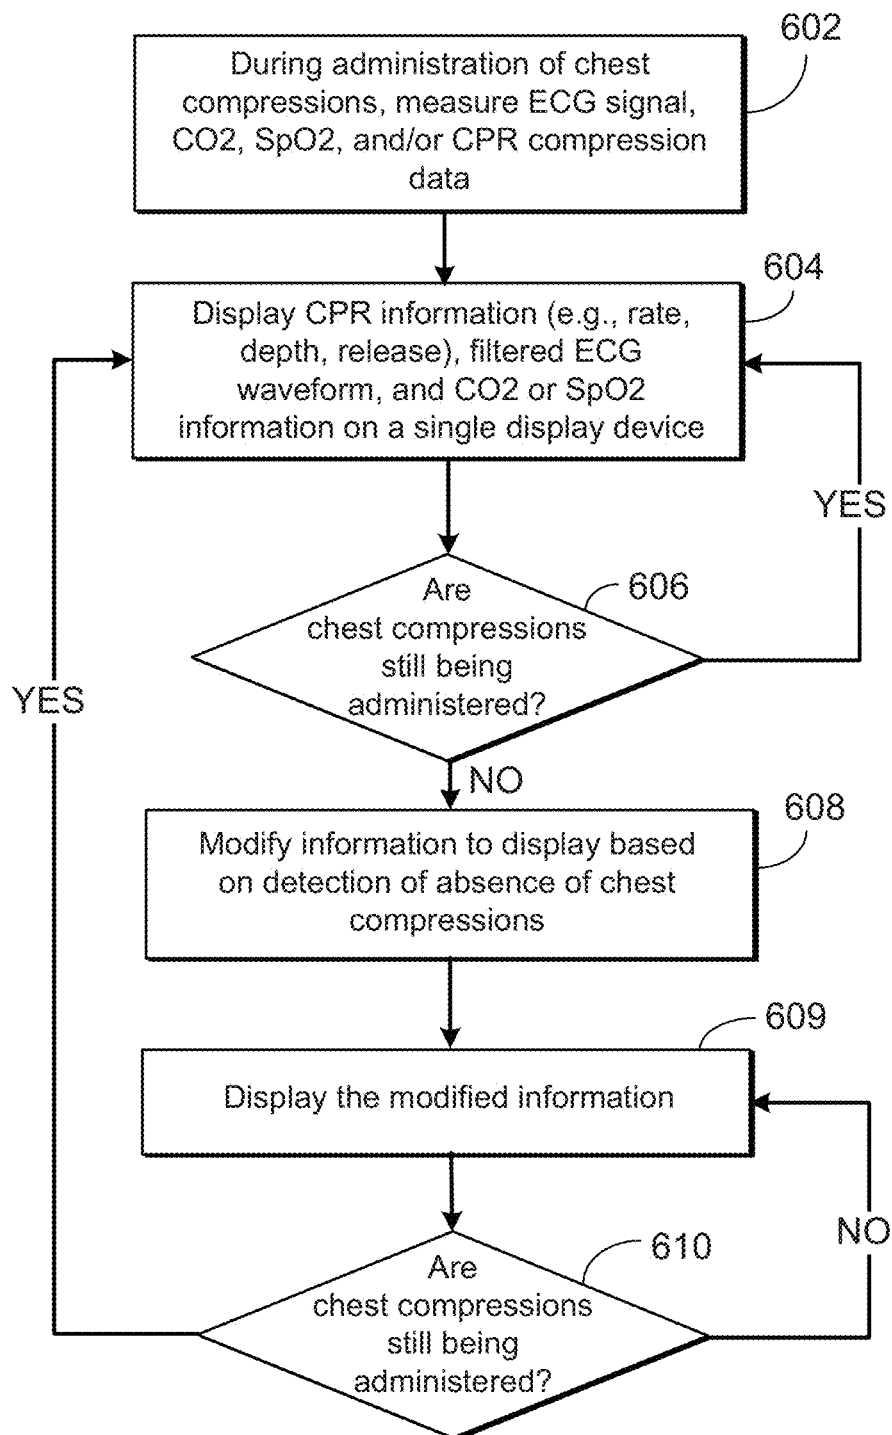 602
During administration of chest
compressions, measure ECG signal,
CO2, SpO2, and/or CPR compression
data
604
Display CPR information (e.g., rate,
depth, release), filtered ECG
waveform, and CO2 or SpO2
information on a single display device
YES
606
Are
chest compressions
still being
administered?
YES
NO
608
Modify information to display based
on detection of absence of chest
compressions
609
Display the modified information
NO
610
Are
chest compressions
still being
administered?